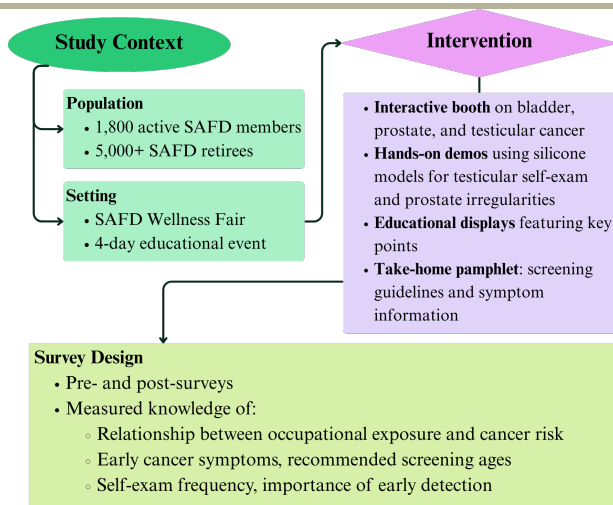 Study Context
Population
• 1,800 active SAFD members
• 5,000+ SAFD retirees
Setting
• SAFD Wellness Fair
• 4-day educational event
Intervention
• Interactive booth on bladder,
prostate, and testicular cancer
• Hands-on demos using silicone
models for testicular self-exam
and prostate irregularities
• Educational displays featuring key
points
• Take-home pamphlet: screening
guidelines and symptom
information
Survey Design
• Pre- and post-surveys
• Measured knowledge of:
◦ Relationship between occupational exposure and cancer risk
◦ Early cancer symptoms, recommended screening ages
◦ Self-exam frequency, importance of early detection